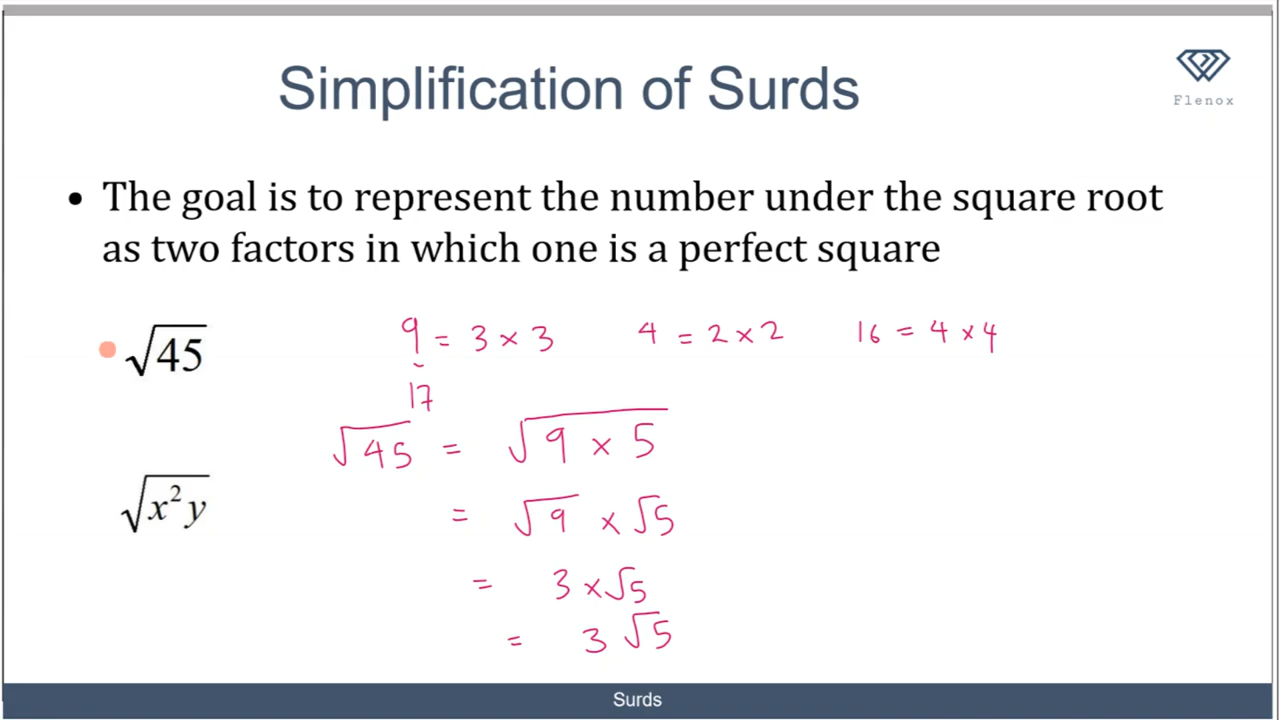 Simplification of Surds
Flenox
• The goal is to represent the number under the square root
as two factors in which one is a perfect square
√45
9 = 3 × 3 4 = 2 × 2 16 = 4 × 4
17
√45 = √9 × 5
= √9 × √5
= 3 × √5
= 3 √5
√x²y
Surds